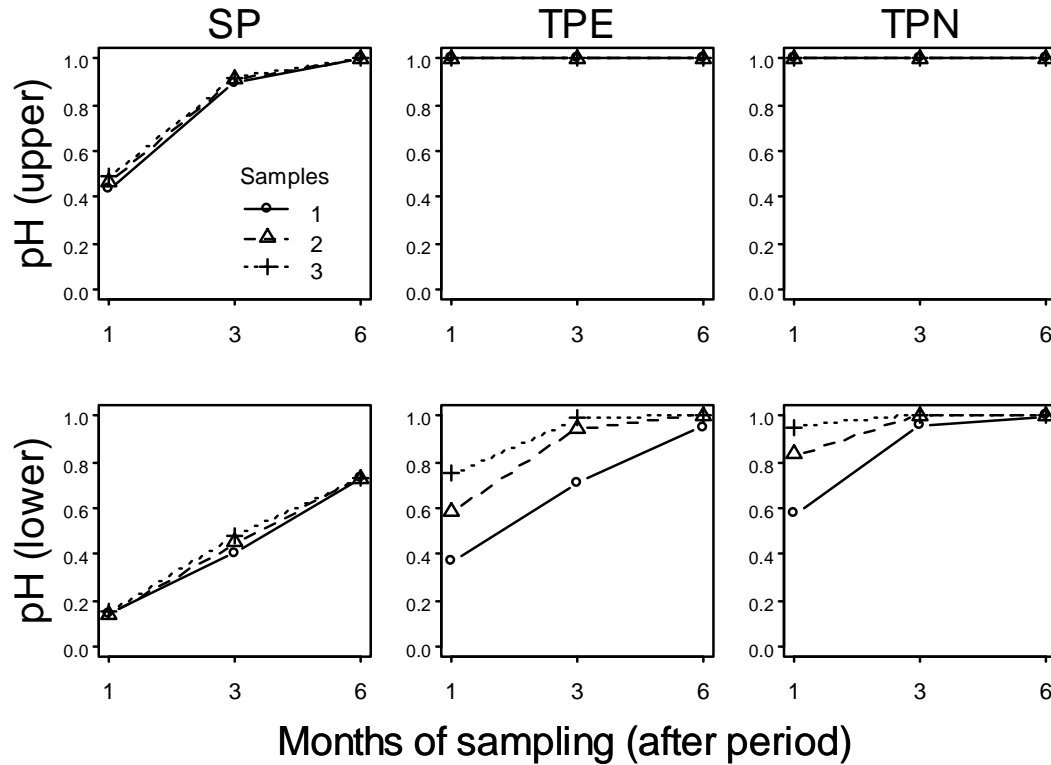 SP TPE TPN
pH (upper)
1.0 1.0 1.0
0.8 0.8 0.8
0.6 0.6 0.6
0.4 0.4 0.4
0.2 0.2 0.2
0.0 0.0 0.0
Samples
1
2
3
1 3 6 1 3 6 1 3 6
pH (lower)
1.0 1.0 1.0
0.8 0.8 0.8
0.6 0.6 0.6
0.4 0.4 0.4
0.2 0.2 0.2
0.0 0.0 0.0
1 3 6 1 3 6 1 3 6
Months of sampling (after period)